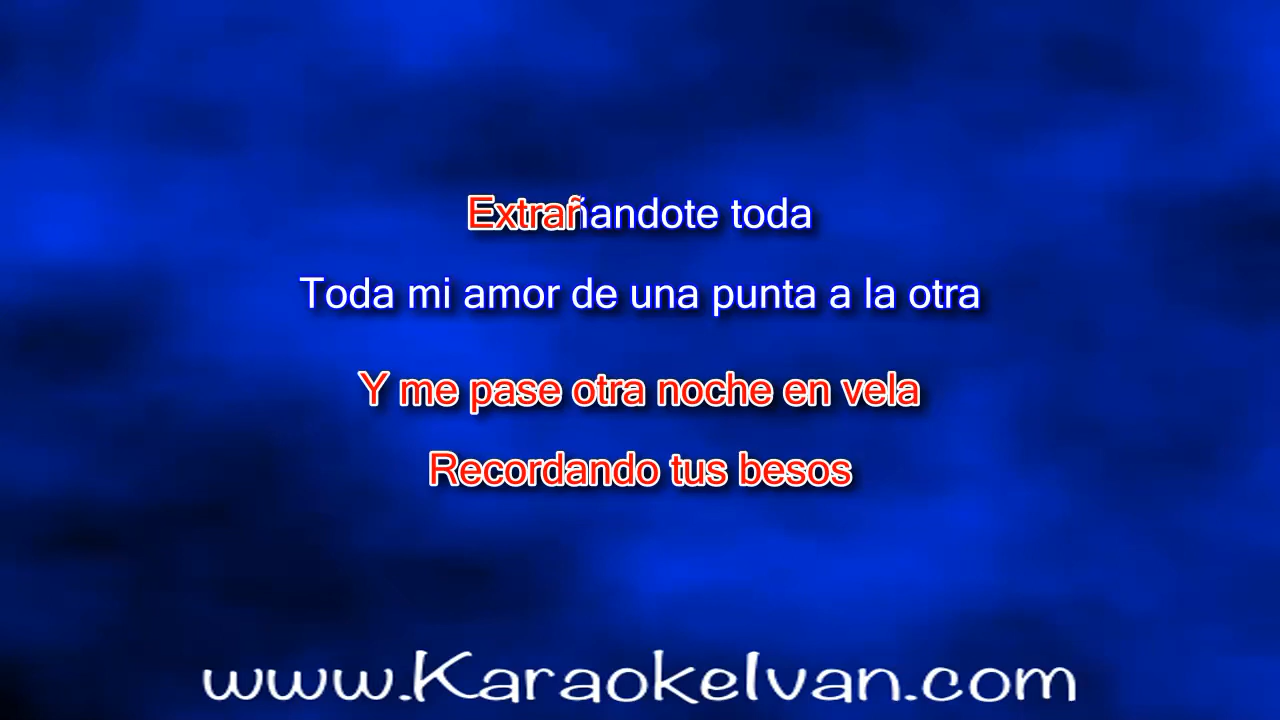 Extrañandote toda
Toda mi amor de una punta a la otra
Y me pase otra noche en vela
Recordando tus besos
www.KaraokeIvan.com